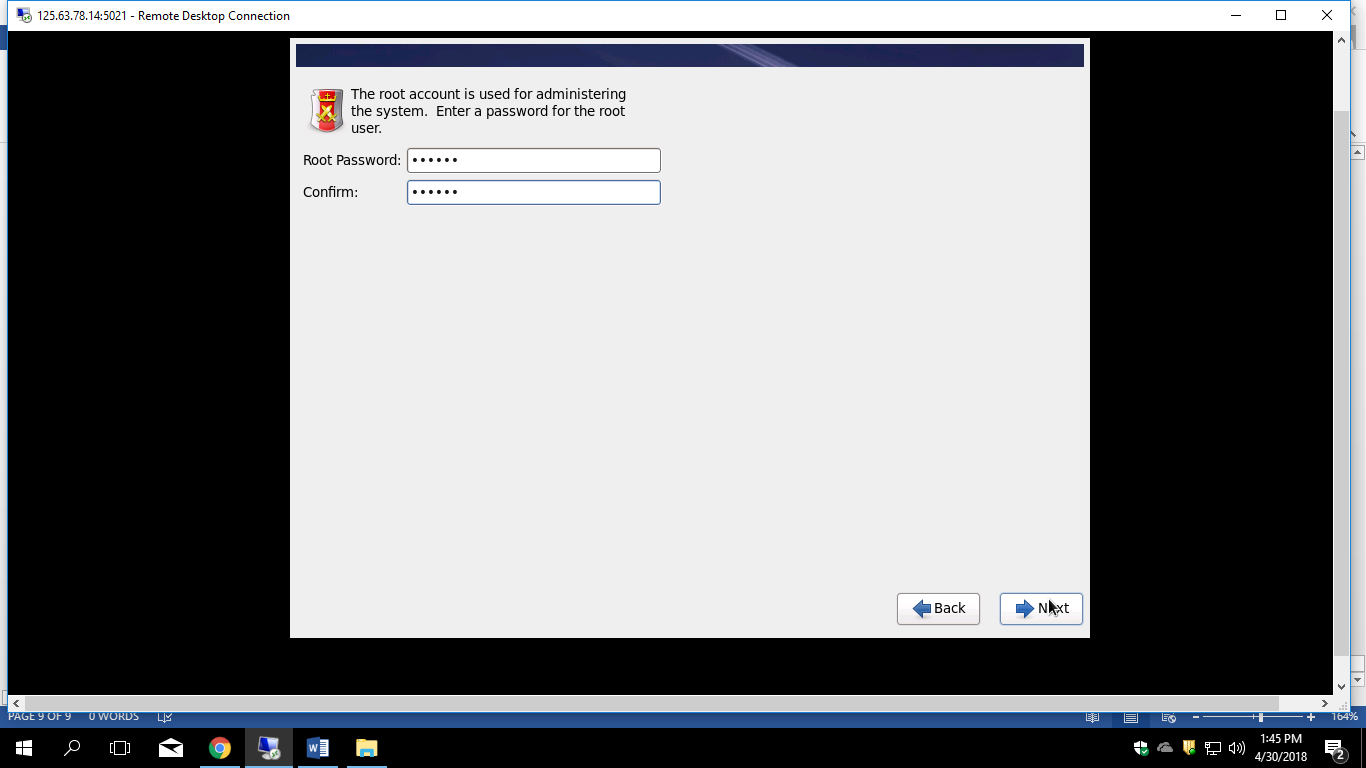 125.63.78.14:5021 - Remote Desktop Connection
The root account is used for administering
the system.  Enter a password for the root
user.
Root Password: ••••••
Confirm: ••••••
Back
Next
PAGE 9 OF 9 0 WORDS 164%
1:45 PM
4/30/2018
2